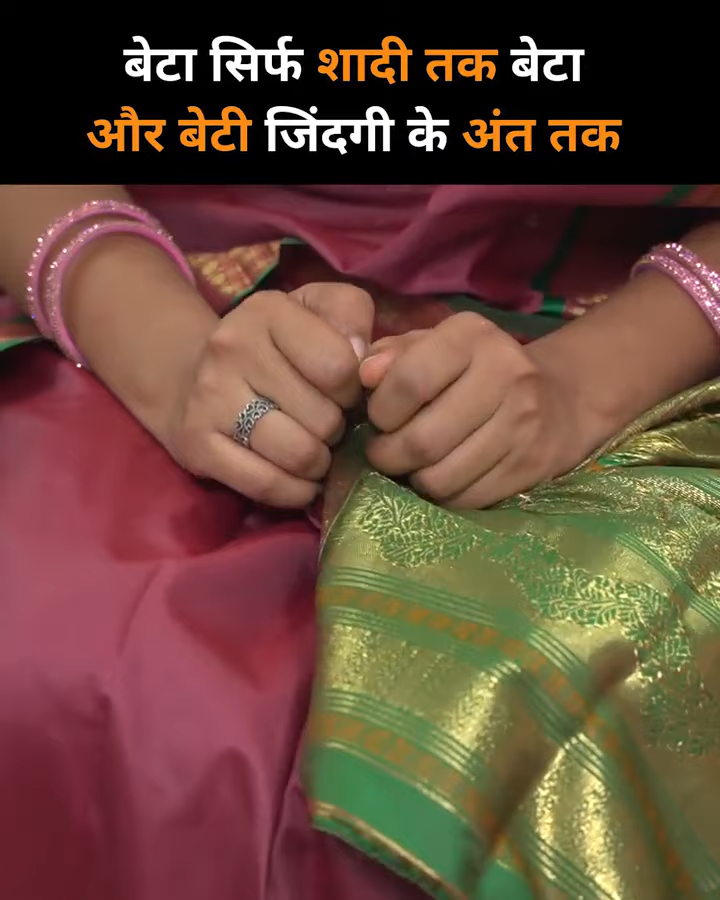 बेटा सिर्फ शादी तक बेटा
और बेटी जिंदगी के अंत तक